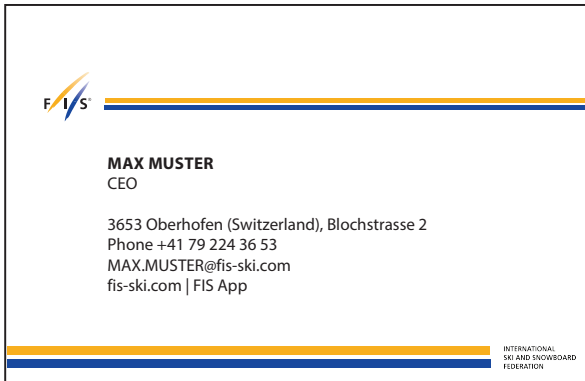 F/I/S®
MAX MUSTER
CEO
3653 Oberhofen (Switzerland), Blochstrasse 2
Phone +41 79 224 36 53
MAX.MUSTER@fis-ski.com
fis-ski.com | FIS App
INTERNATIONAL
SKI AND SNOWBOARD
FEDERATION